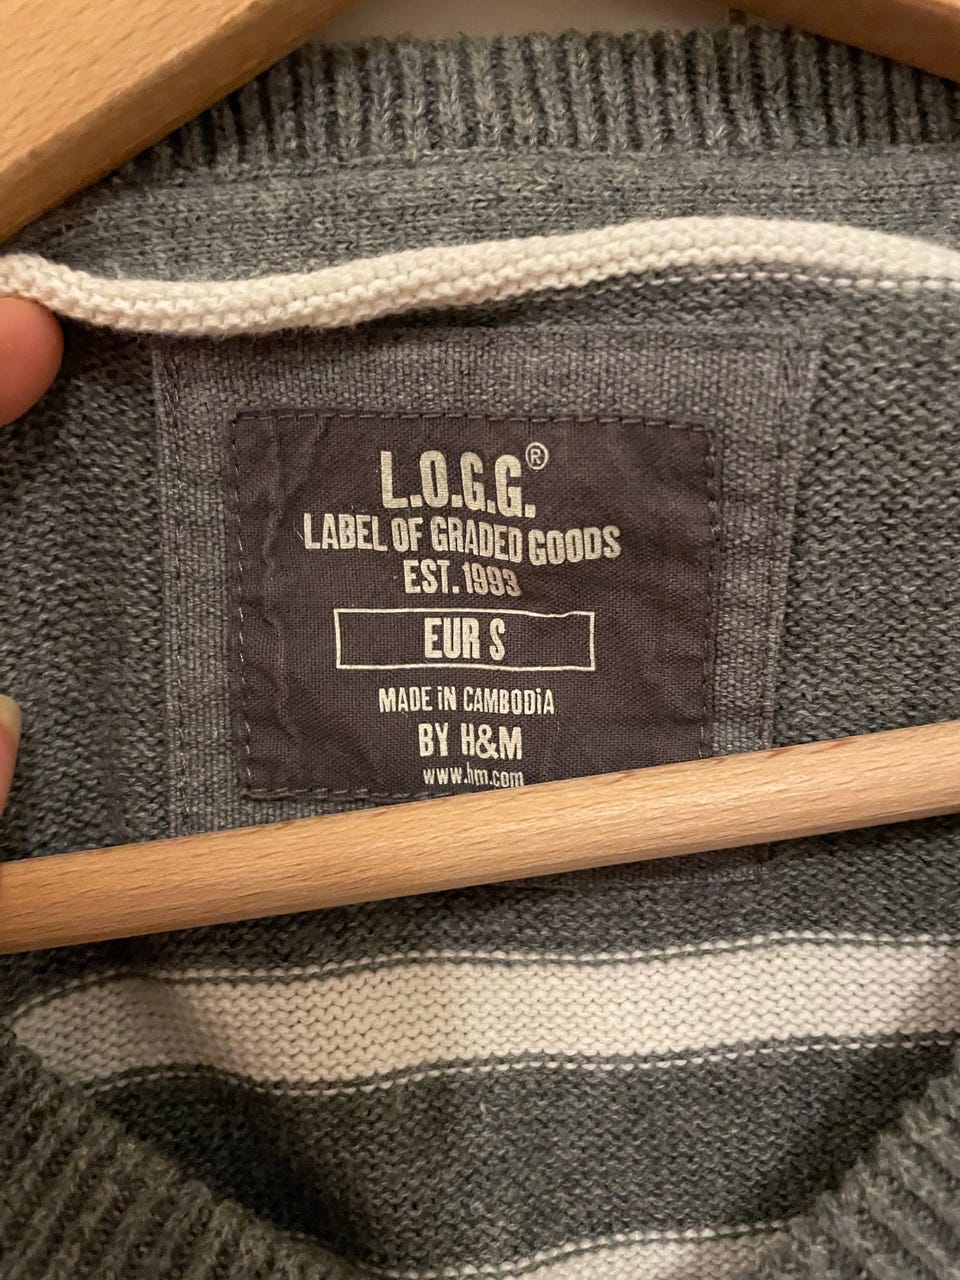 L.O.G.G.®
LABEL OF GRADED GOODS
EST. 1993
EUR S
MADE iN CAMBODiA
BY H&M
www.hm.com